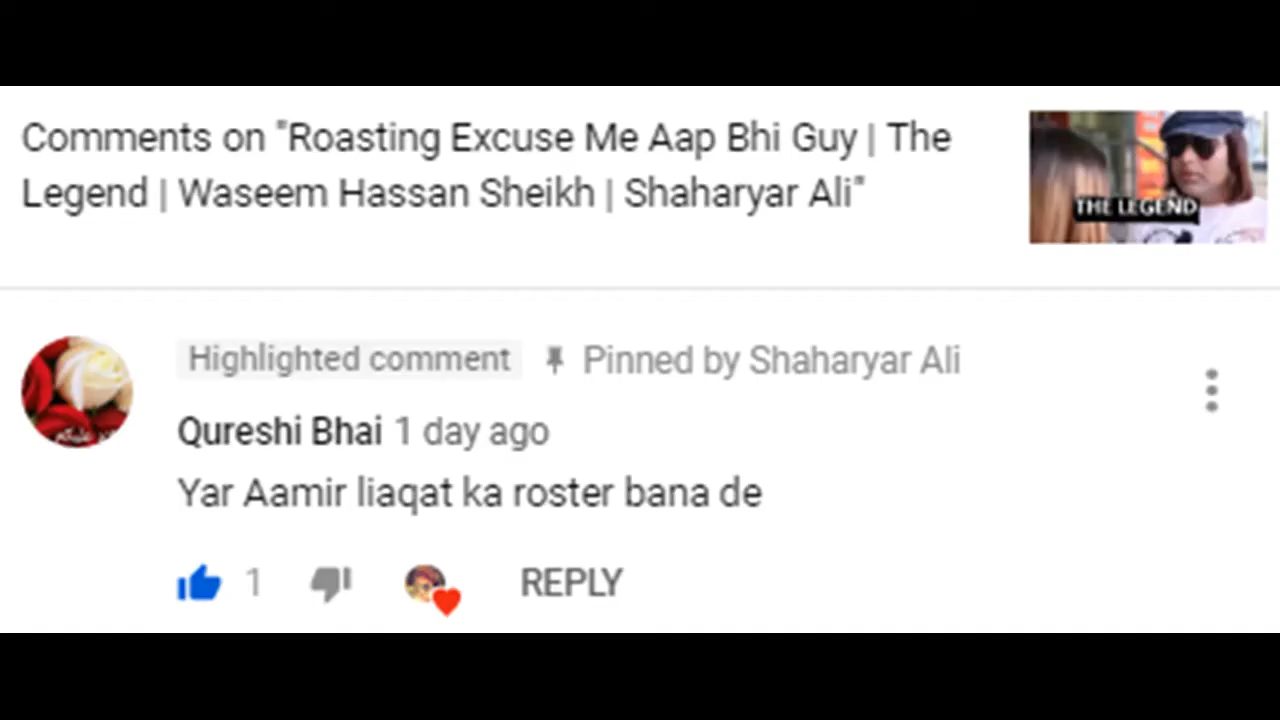 Comments on "Roasting Excuse Me Aap Bhi Guy | The
Legend | Waseem Hassan Sheikh | Shaharyar Ali"
THE LEGEND
Highlighted comment Pinned by Shaharyar Ali
Qureshi Bhai 1 day ago
Yar Aamir liaqat ka roster bana de
1 REPLY